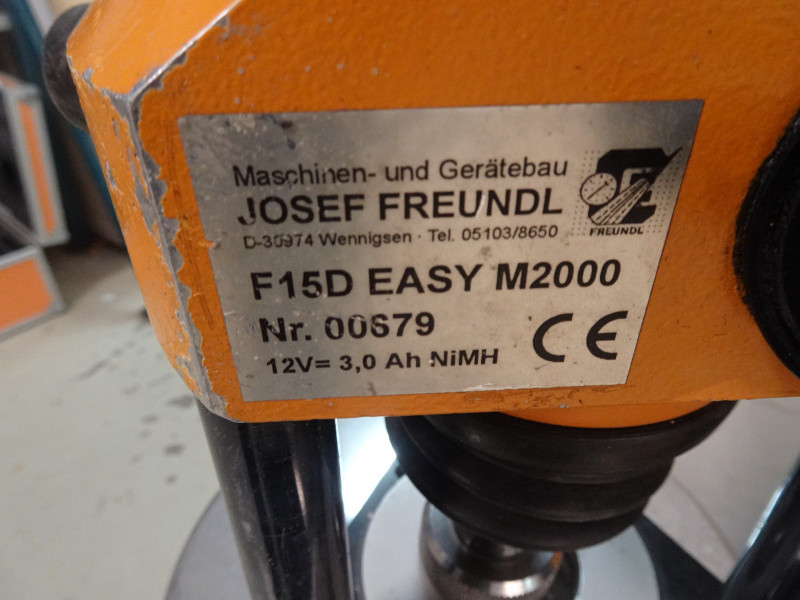 Maschinen- und Gerätebau
JOSEF FREUNDL
D-30974 Wennigsen · Tel. 05103/8650
FREUNDL
F15D EASY M2000
Nr. 00679
CE
12V= 3,0 Ah NiMH